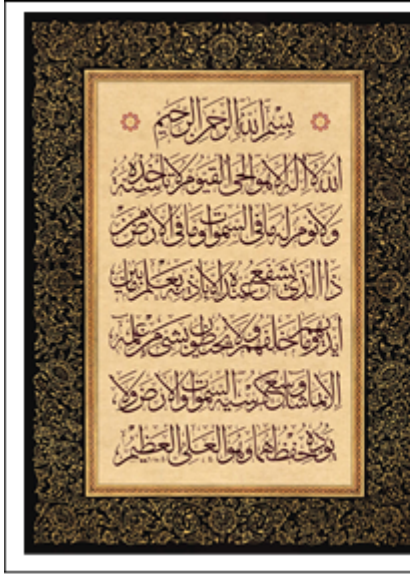 بسم الله الرحمن الرحيم
الله لا إله إلا هو الحي القيوم لا تأخذه سنة
ولا نوم له ما في السموات وما في الأرض من
ذا الذي يشفع عنده إلا بإذنه يعلم ما بين
أيديهم وما خلفهم ولا يحيطون بشيء من علمه
إلا بما شاء وسع كرسيه السموات والأرض ولا
يؤده حفظهما وهو العلي العظيم